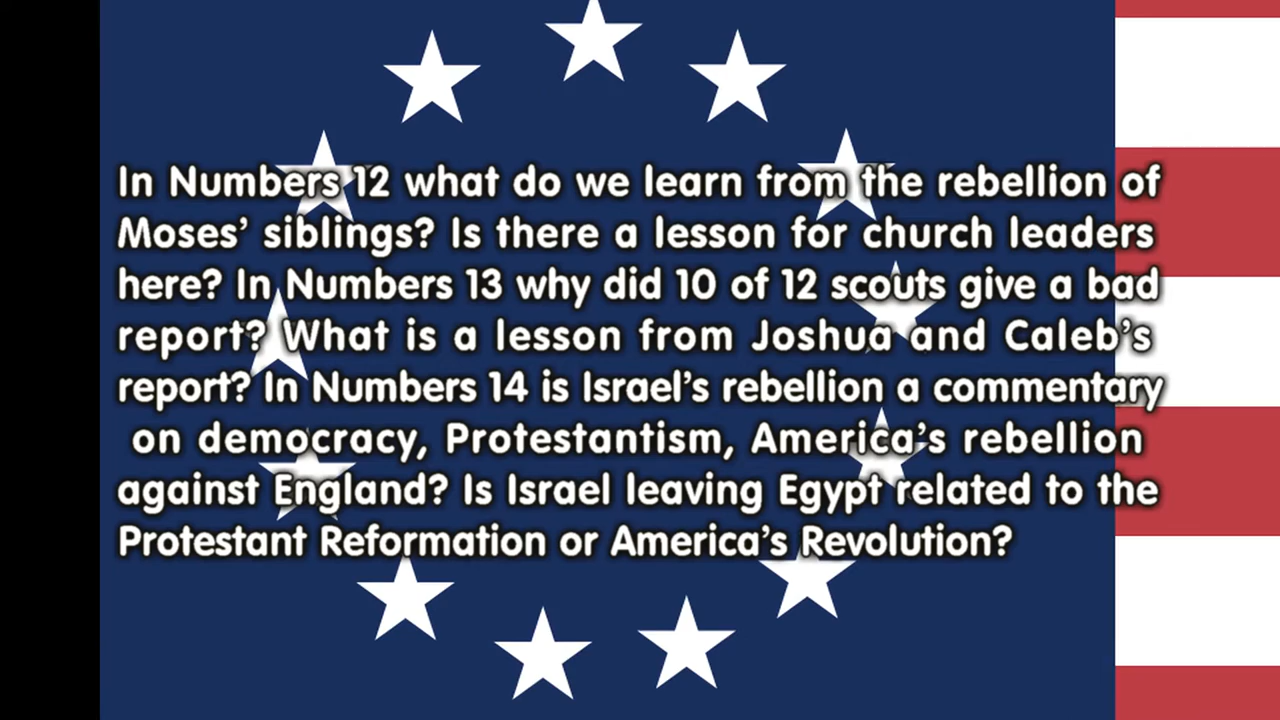 In Numbers 12 what do we learn from the rebellion of
Moses' siblings? Is there a lesson for church leaders
here? In Numbers 13 why did 10 of 12 scouts give a bad
report? What is a lesson from Joshua and Caleb's
report? In Numbers 14 is Israel's rebellion a commentary
on democracy, Protestantism, America's rebellion
against England? Is Israel leaving Egypt related to the
Protestant Reformation or America's Revolution?